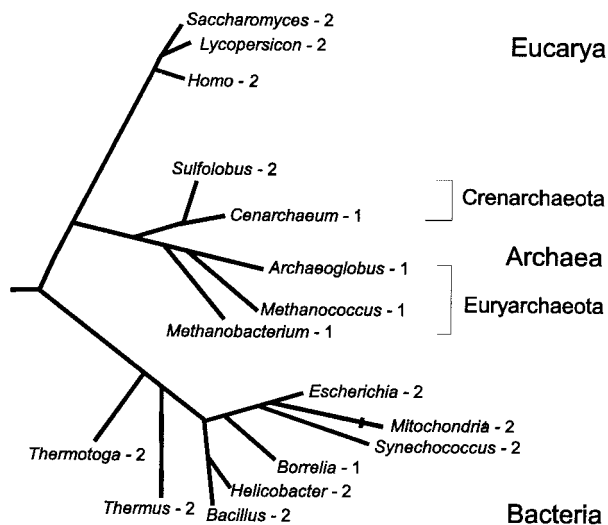 Saccharomyces - 2
Lycopersicon - 2
Eucarya
Homo - 2
Sulfolobus - 2
Crenarchaeota
Cenarchaeum - 1
Archaea
Archaeoglobus - 1
Euryarchaeota
Methanococcus - 1
Methanobacterium - 1
Escherichia - 2
Mitochondria - 2
Synechococcus - 2
Thermotoga - 2
Borrelia - 1
Helicobacter - 2
Thermus - 2
Bacillus - 2
Bacteria